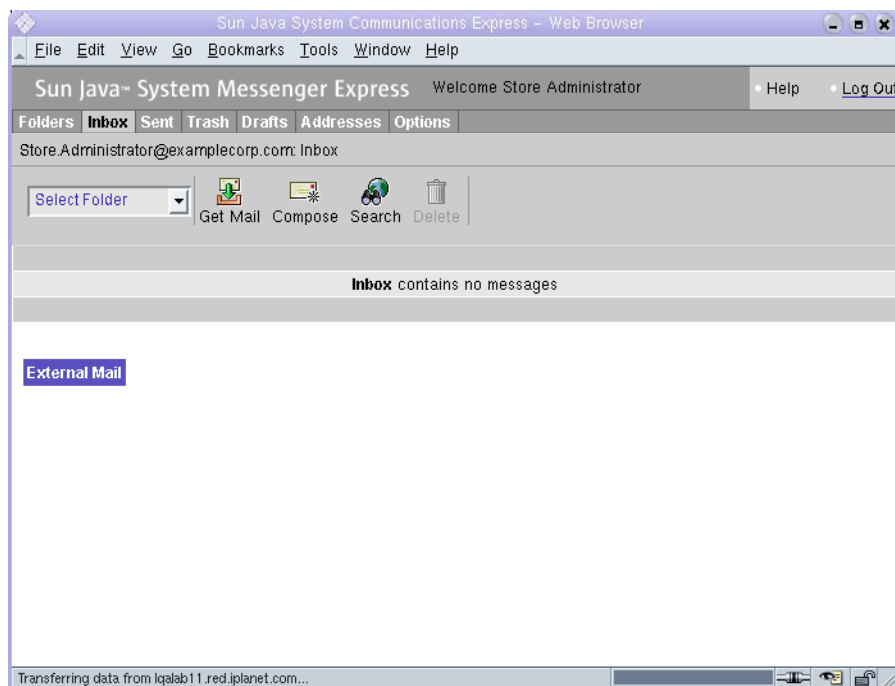 Sun Java System Communications Express – Web Browser
File Edit View Go Bookmarks Tools Window Help
Sun Java™ System Messenger Express Welcome Store Administrator Help Log Out
Folders Inbox Sent Trash Drafts Addresses Options
Store.Administrator@examplecorp.com: Inbox
Select Folder Get Mail Compose Search Delete
Inbox contains no messages
External Mail
Transferring data from lqalab11.red.iplanet.com...